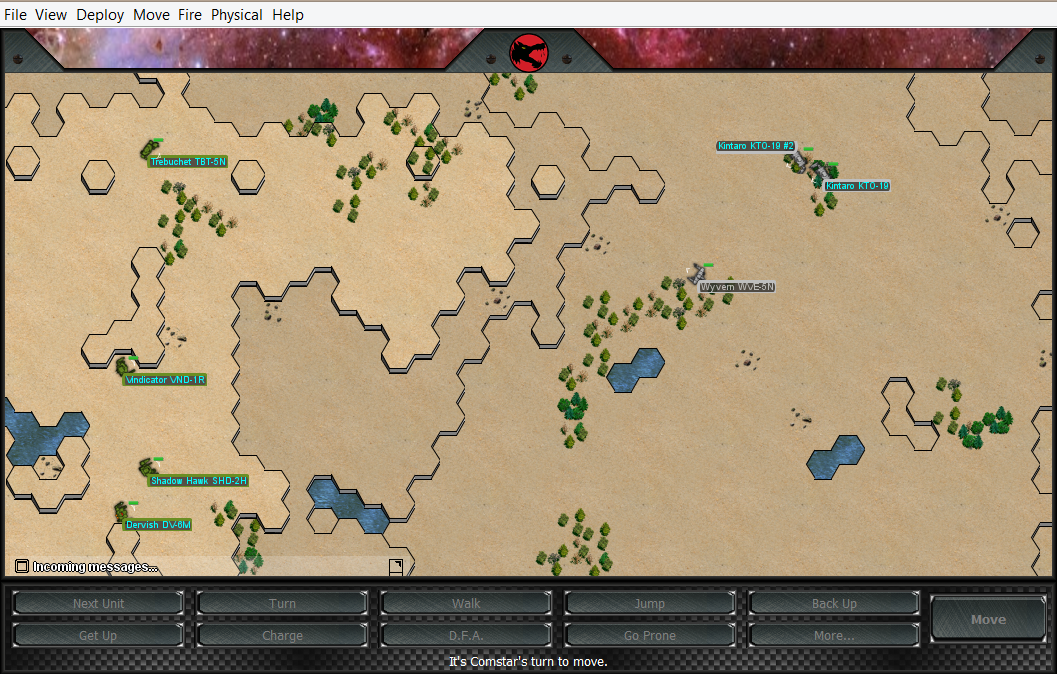 File View Deploy Move Fire Physical Help
Kintaro KTO-19 #2
Trebuchet TBT-5N
Kintaro KTO-19
Wyvern WVE-5N
Vindicator VND-1R
Shadow Hawk SHD-2H
Dervish DV-6M
Incoming messages...
Next Unit Turn Walk Jump Back Up
Move
Get Up Charge D.F.A. Go Prone More...
It's Comstar's turn to move.